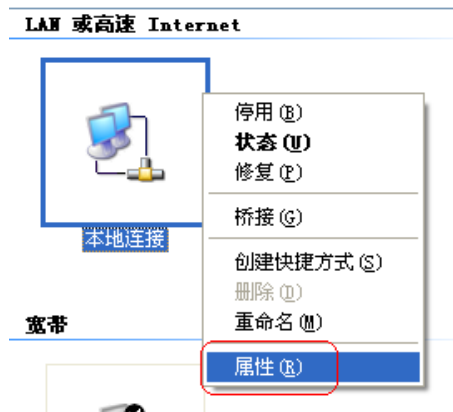 LAN 或高速 Internet
停用(B)
状态(U)
修复(P)
桥接(G)
本地连接
创建快捷方式(S)
删除(D)
重命名(M)
宽带
属性(R)